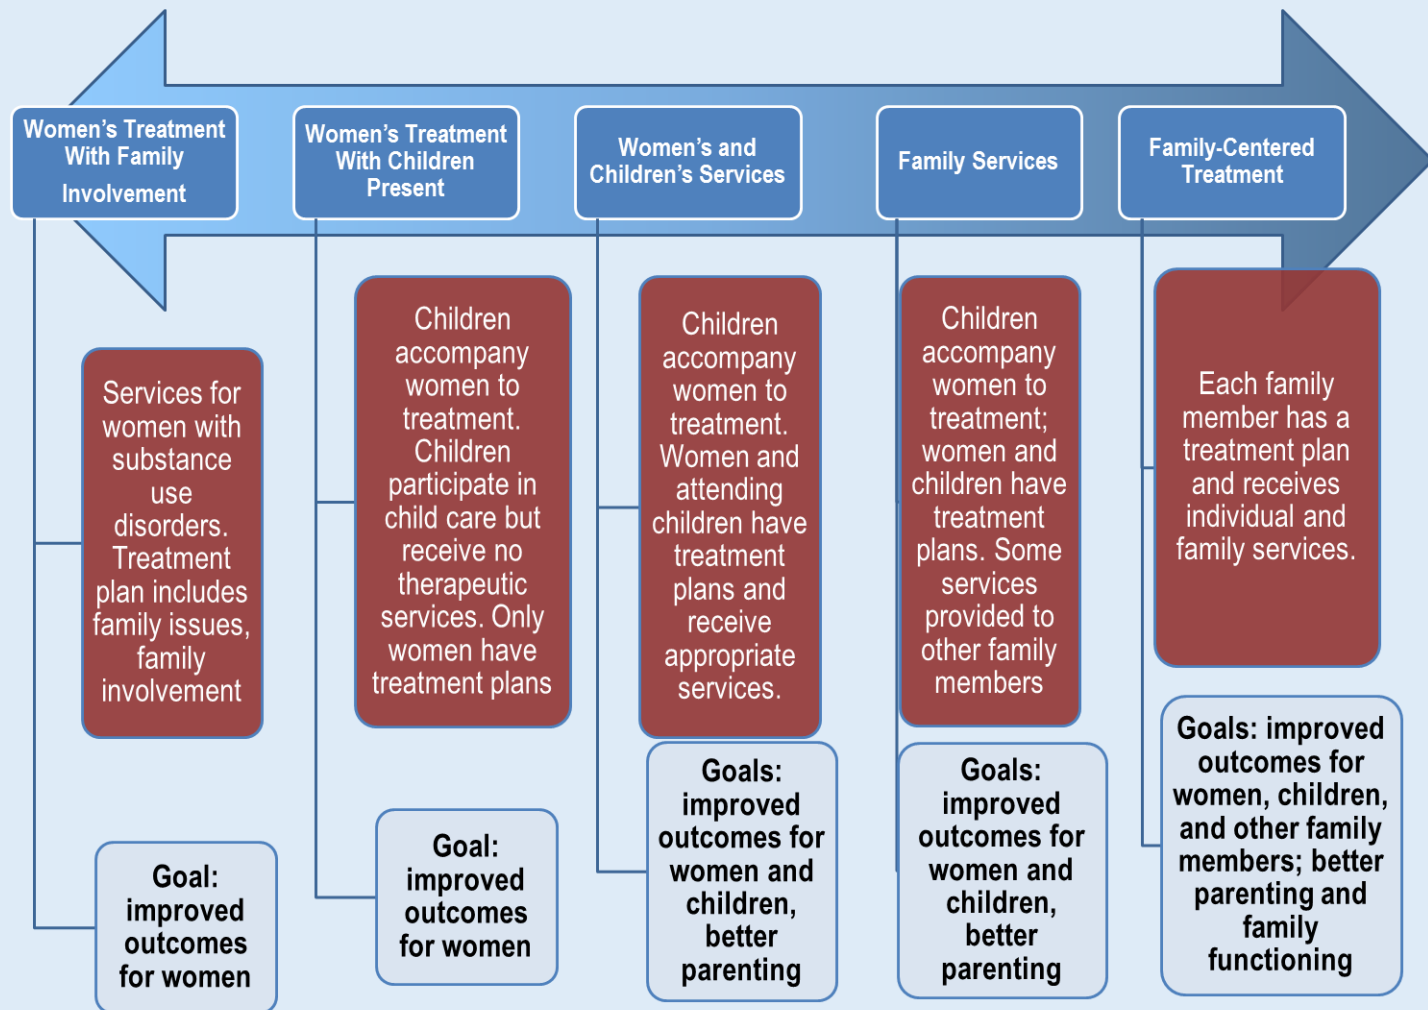 Women’s Treatment
With Family
Involvement
Women’s Treatment
With Children
Present
Women’s and
Children’s Services
Family Services
Family-Centered
Treatment
Services for
women with
substance
use
disorders.
Treatment
plan includes
family issues,
family
involvement
Children
accompany
women to
treatment.
Children
participate in
child care but
receive no
therapeutic
services. Only
women have
treatment plans
Children
accompany
women to
treatment.
Women and
attending
children have
treatment
plans and
receive
appropriate
services.
Children
accompany
women to
treatment;
women and
children have
treatment
plans. Some
services
provided to
other family
members
Each family
member has a
treatment plan
and receives
individual and
family services.
Goal:
improved
outcomes
for women
Goal:
improved
outcomes
for women
Goals:
improved
outcomes for
women and
children,
better
parenting
Goals:
improved
outcomes for
women and
children,
better
parenting
Goals: improved
outcomes for
women, children,
and other family
members; better
parenting and
family
functioning